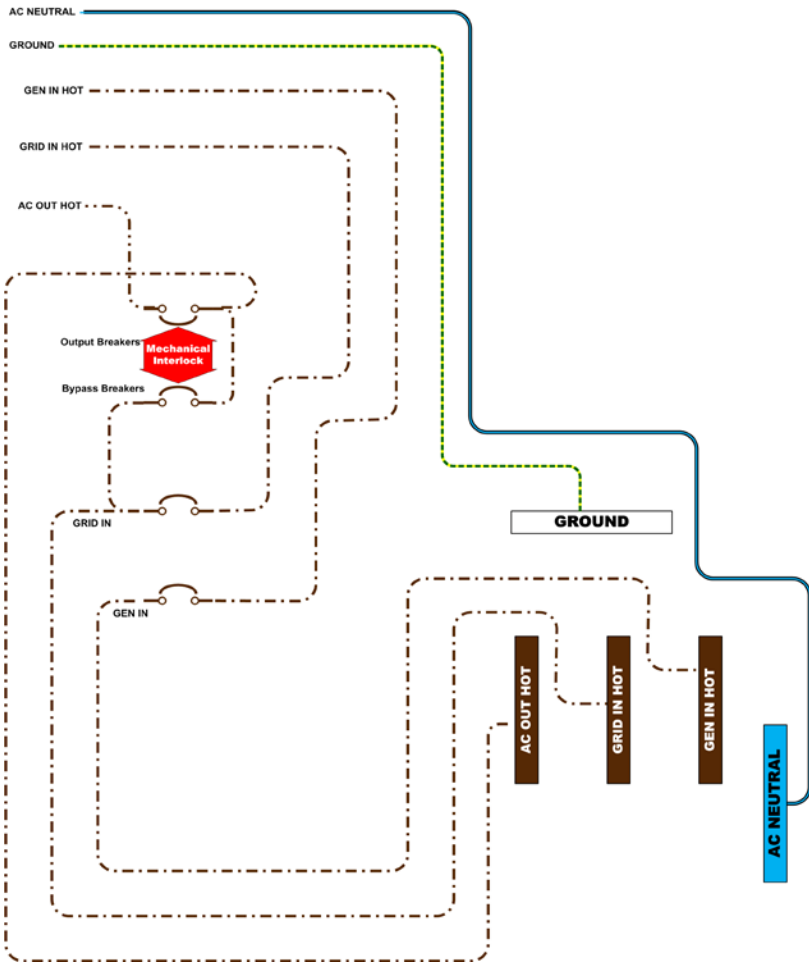 AC NEUTRAL
GROUND
GEN IN HOT
GRID IN HOT
AC OUT HOT
Output Breakers
Mechanical
Interlock
Bypass Breakers
GRID IN
GROUND
GEN IN
AC OUT HOT
GRID IN HOT
GEN IN HOT
AC NEUTRAL